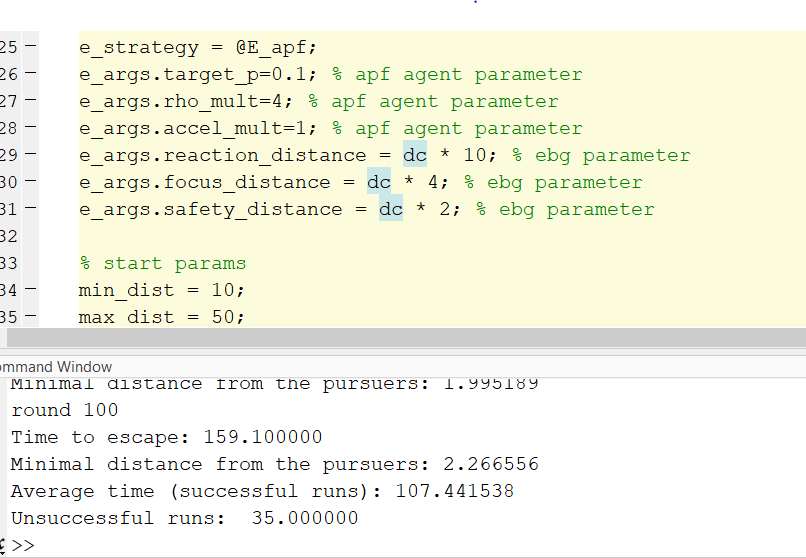 25 – e_strategy = @E_apf;
26 – e_args.target_p=0.1; % apf agent parameter
27 – e_args.rho_mult=4; % apf agent parameter
28 – e_args.accel_mult=1; % apf agent parameter
29 – e_args.reaction_distance = dc * 10; % ebg parameter
30 – e_args.focus_distance = dc * 4; % ebg parameter
31 – e_args.safety_distance = dc * 2; % ebg parameter
32
33 % start params
34 – min_dist = 10;
35 – max_dist = 50;
ommand Window
Minimal distance from the pursuers: 1.995189
round 100
Time to escape: 159.100000
Minimal distance from the pursuers: 2.266556
Average time (successful runs): 107.441538
Unsuccessful runs:  35.000000
>>